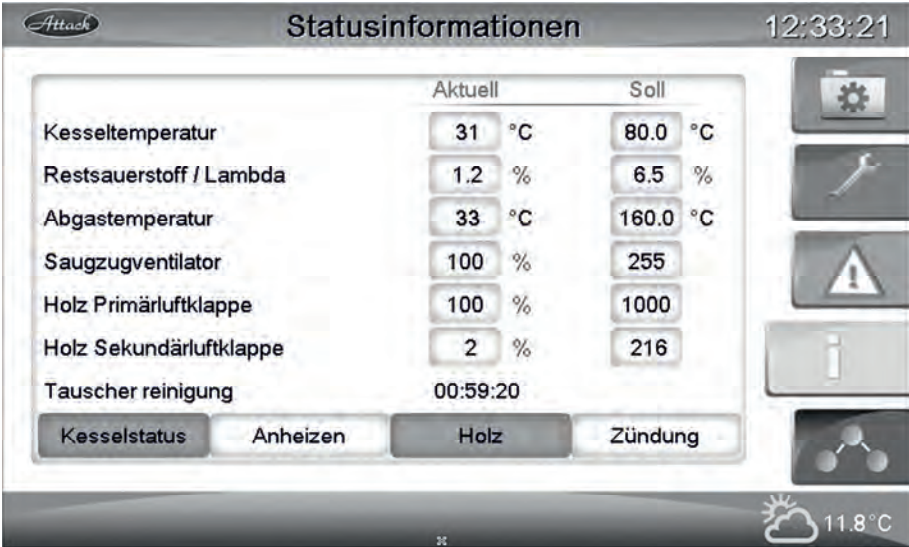 Attack Statusinformationen 12:33:21
Aktuell Soll
Kesseltemperatur 31 °C 80.0 °C
Restsauerstoff / Lambda 1.2 % 6.5 %
Abgastemperatur 33 °C 160.0 °C
Saugzugventilator 100 % 255
Holz Primärluftklappe 100 % 1000
Holz Sekundärluftklappe 2 % 216
Tauscher reinigung 00:59:20
Kesselstatus Anheizen Holz Zündung
11.8°C